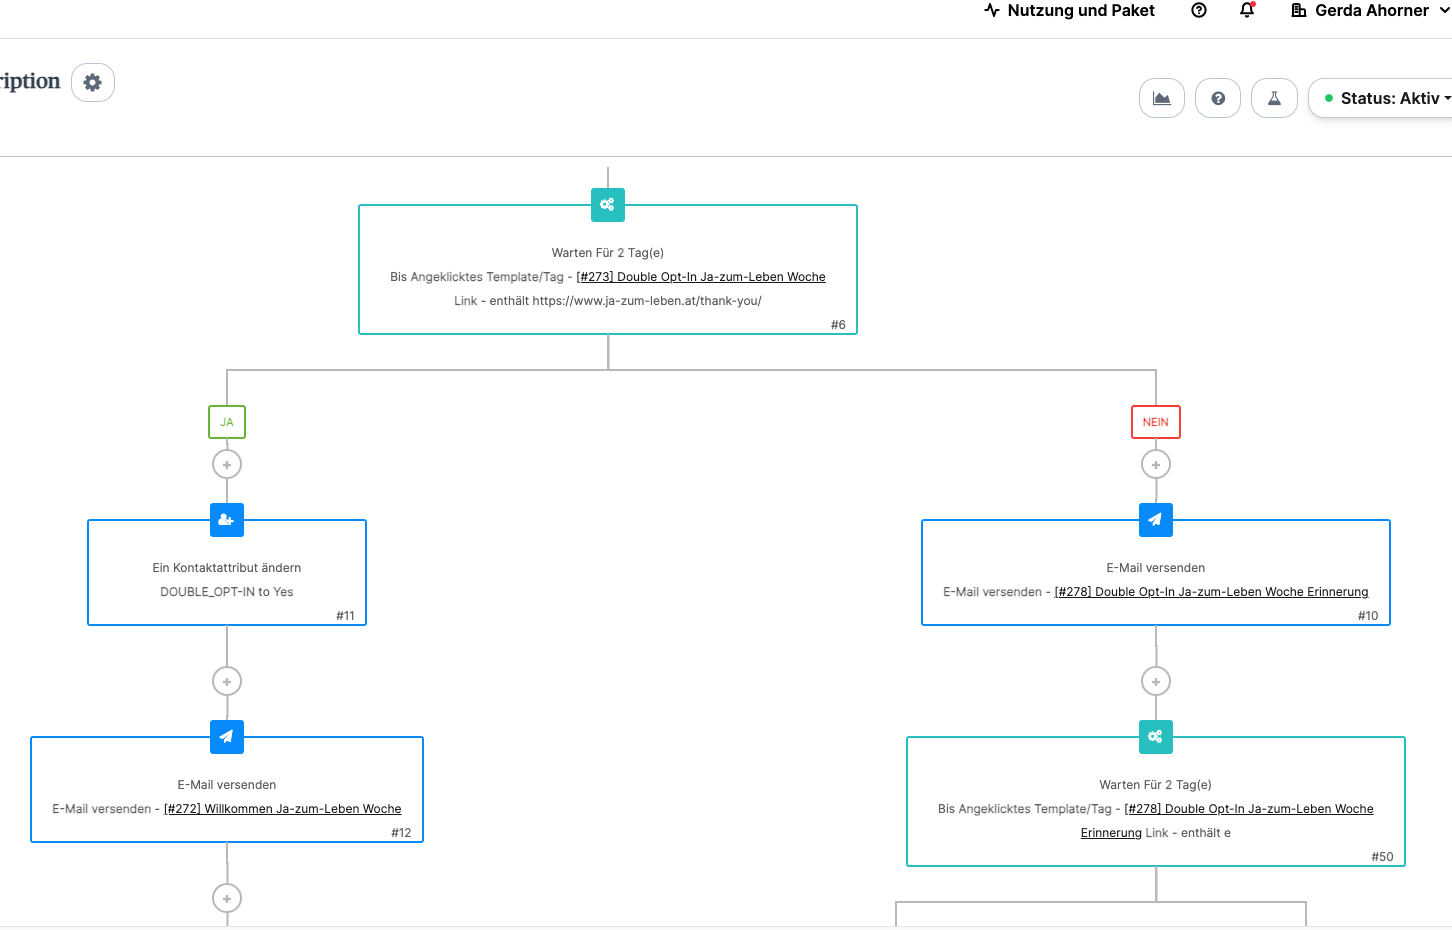 Nutzung und Paket
Gerda Ahorner
ription
Status: Aktiv
Warten Für 2 Tag(e)
Bis Angeklicktes Template/Tag - [#273] Double Opt-In Ja-zum-Leben Woche
Link - enthält https://www.ja-zum-leben.at/thank-you/
#6
JA
NEIN
Ein Kontaktattribut ändern
DOUBLE_OPT-IN to Yes
#11
E-Mail versenden
E-Mail versenden - [#278] Double Opt-In Ja-zum-Leben Woche Erinnerung
#10
E-Mail versenden
E-Mail versenden - [#272] Willkommen Ja-zum-Leben Woche
#12
Warten Für 2 Tag(e)
Bis Angeklicktes Template/Tag - [#278] Double Opt-In Ja-zum-Leben Woche
Erinnerung Link - enthält e
#50